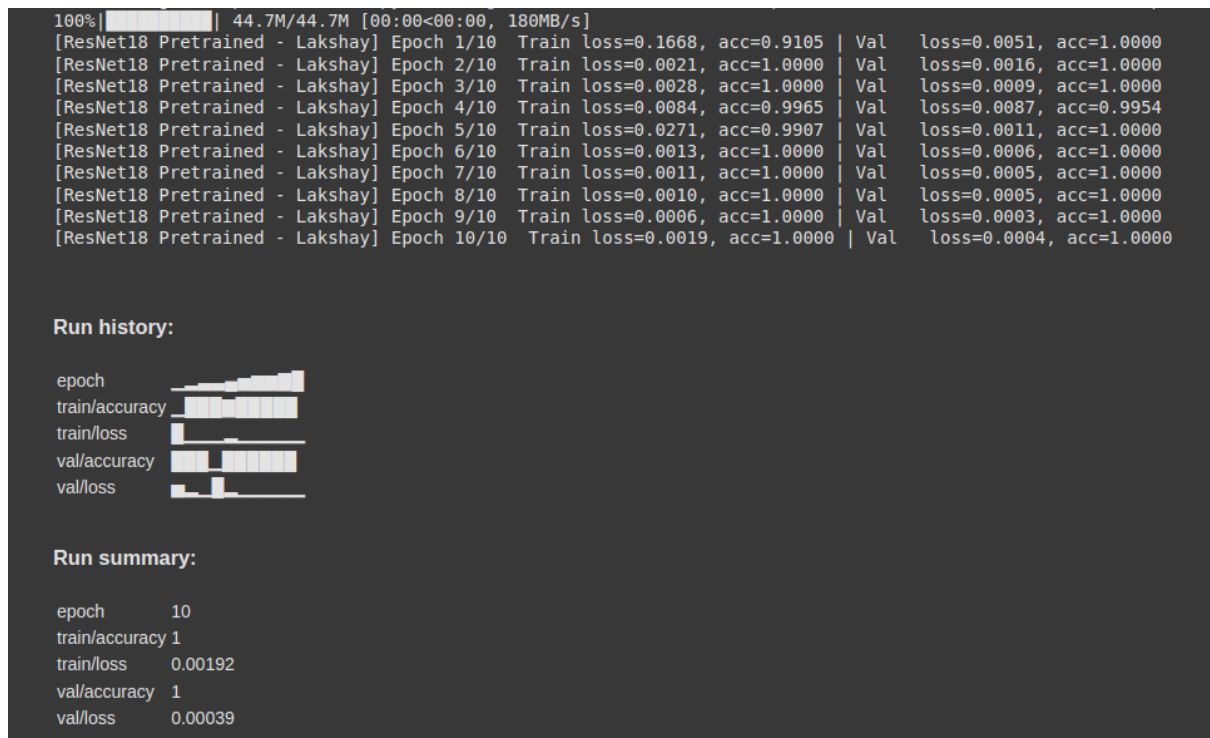 100%|██████████| 44.7M/44.7M [00:00<00:00, 180MB/s]
[ResNet18 Pretrained - Lakshay] Epoch 1/10  Train loss=0.1668, acc=0.9105 | Val   loss=0.0051, acc=1.0000
[ResNet18 Pretrained - Lakshay] Epoch 2/10  Train loss=0.0021, acc=1.0000 | Val   loss=0.0016, acc=1.0000
[ResNet18 Pretrained - Lakshay] Epoch 3/10  Train loss=0.0028, acc=1.0000 | Val   loss=0.0009, acc=1.0000
[ResNet18 Pretrained - Lakshay] Epoch 4/10  Train loss=0.0084, acc=0.9965 | Val   loss=0.0087, acc=0.9954
[ResNet18 Pretrained - Lakshay] Epoch 5/10  Train loss=0.0271, acc=0.9907 | Val   loss=0.0011, acc=1.0000
[ResNet18 Pretrained - Lakshay] Epoch 6/10  Train loss=0.0013, acc=1.0000 | Val   loss=0.0006, acc=1.0000
[ResNet18 Pretrained - Lakshay] Epoch 7/10  Train loss=0.0011, acc=1.0000 | Val   loss=0.0005, acc=1.0000
[ResNet18 Pretrained - Lakshay] Epoch 8/10  Train loss=0.0010, acc=1.0000 | Val   loss=0.0005, acc=1.0000
[ResNet18 Pretrained - Lakshay] Epoch 9/10  Train loss=0.0006, acc=1.0000 | Val   loss=0.0003, acc=1.0000
[ResNet18 Pretrained - Lakshay] Epoch 10/10  Train loss=0.0019, acc=1.0000 | Val   loss=0.0004, acc=1.0000
Run history:
epoch
train/accuracy
train/loss
val/accuracy
val/loss
Run summary:
epoch 10
train/accuracy 1
train/loss 0.00192
val/accuracy 1
val/loss 0.00039